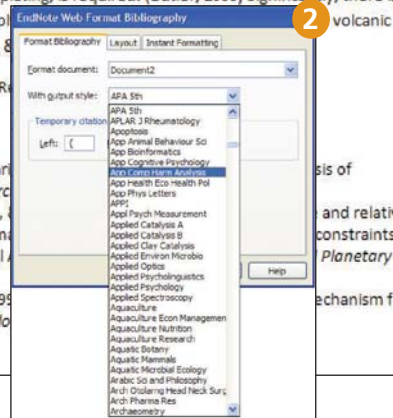 EndNote Web Form Bibliography
2
volcanic
Format Bibliography Layout Instant Formatting
Format document: Document2
With output style: APA 5th
Temporary citation
Left: {
APA 5th
APLAR J Rheumatology
Apoptosis
App Animal Behaviour Sci
App Bioinformatics
App Cognitive Psychology
App Comp Harm Analysis
App Health Eco Health Pol
App Phys Letters
APPI
Appl Psych Measurement
Applied Catalysis A
Applied Catalysis B
Applied Clay Catalysis
Applied Environ Microbio
Applied Optics
Applied Psycholinguistics
Applied Psychology
Applied Spectroscopy
Aquaculture
Aquaculture Econ Managemen
Aquaculture Nutrition
Aquaculture Research
Aquatic Botany
Aquatic Mammals
Aquatic Microbial Ecology
Arabic Sci and Philosophy
Arch Otolarng Head Neck Surg
Arch Pharma Res
Archaeometry
Help
sis of
and relativ
constraints
Planetary
echanism f